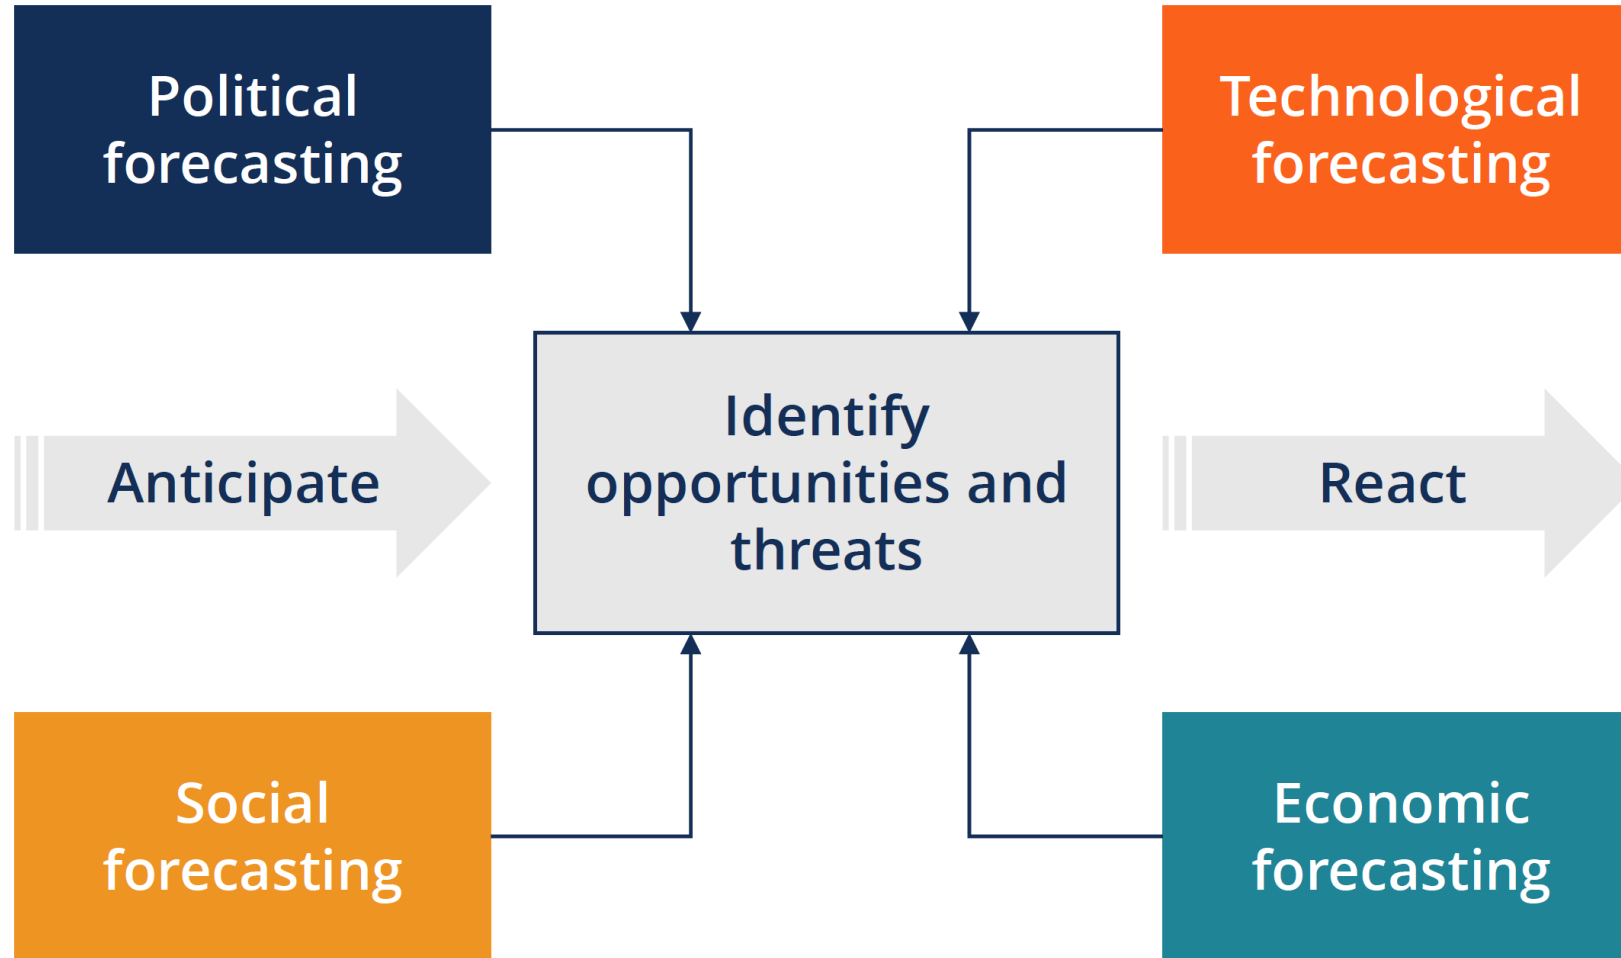 Political
forecasting
Technological
forecasting
Identify
opportunities and
threats
Anticipate
React
Social
forecasting
Economic
forecasting